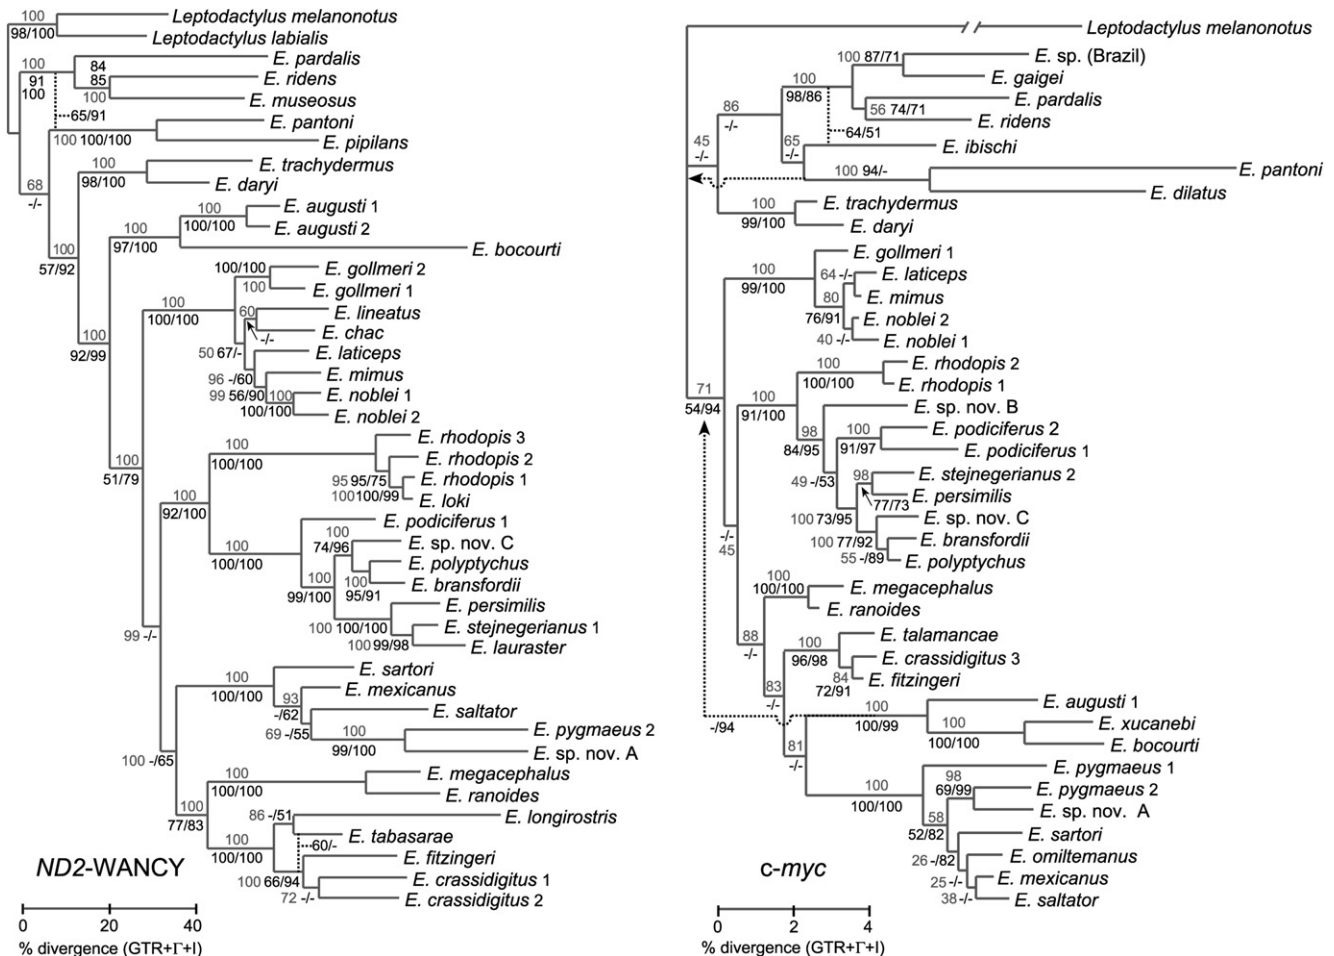 100
98/100
Leptodactylus melanonotus
Leptodactylus labialis
100
91
100
84
85
100
E. pardalis
E. ridens
E. museosus
65/91
100 100/100
E. pantoni
E. pipilans
68
-/-
100
98/100
E. trachydermus
E. daryi
100
57/92
100
97/100
100
100/100
E. augusti 1
E. augusti 2
E. bocourti
100
92/99
100
100/100
100/100
100
E. gollmeri 2
E. gollmeri 1
60
-/-
E. lineatus
E. chac
50 67/-
E. laticeps
96 -/60
E. mimus
99 56/90
100
100/100
E. noblei 1
E. noblei 2
100
51/79
100
100/100
E. rhodopis 3
E. rhodopis 2
95 95/75
E. rhodopis 1
100100/99
E. loki
100
92/100
100
100/100
E. podiciferus 1
100
74/96
E. sp. nov. C
E. polyptychus
100
95/91
E. bransfordii
100
99/100
E. persimilis
100 100/100
E. stejnegerianus 1
100 99/98
E. lauraster
99 -/-
100
100/100
E. sartori
93
-/62
E. mexicanus
E. saltator
69 -/55
100
99/100
E. pygmaeus 2
E. sp. nov. A
100 -/65
100
100/100
E. megacephalus
E. ranoides
100
77/83
86 -/51
E. longirostris
E. tabasarae
60/-
100
100/100
E. fitzingeri
100 66/94
E. crassidigitus 1
72 -/-
E. crassidigitus 2
ND2-WANCY
0 20 40
% divergence (GTR+Γ+I)
Leptodactylus melanonotus
100 87/71
E. sp. (Brazil)
E. gaigei
100
98/86
E. pardalis
56 74/71
E. ridens
86
-/-
64/51
45
-/-
65
-/-
E. ibischi
100 94/-
E. pantoni
E. dilatus
100
99/100
E. trachydermus
E. daryi
E. gollmeri 1
100
99/100
64 -/-
E. laticeps
80
76/91
E. mimus
E. noblei 2
40 -/-
E. noblei 1
100
100/100
E. rhodopis 2
E. rhodopis 1
71
54/94
100
91/100
E. sp. nov. B
98
84/95
100
91/97
E. podiciferus 2
E. podiciferus 1
49 -/53
98
E. stejnegerianus 2
E. persimilis
77/73
100 73/95
E. sp. nov. C
100 77/92
E. bransfordii
55 -/89
E. polyptychus
-/-
45
100
100/100
E. megacephalus
E. ranoides
88
-/-
100
96/98
E. talamancae
E. crassidigitus 3
84
72/91
E. fitzingeri
83
-/-
-/94
100
100/99
E. augusti 1
100
100/100
E. xucanebi
E. bocourti
81
-/-
100
100/100
E. pygmaeus 1
98
69/99
E. pygmaeus 2
E. sp. nov. A
58
52/82
E. sartori
26 -/82
E. omiltemanus
25 -/-
E. mexicanus
38 -/-
E. saltator
c-myc
0 2 4
% divergence (GTR+Γ+I)